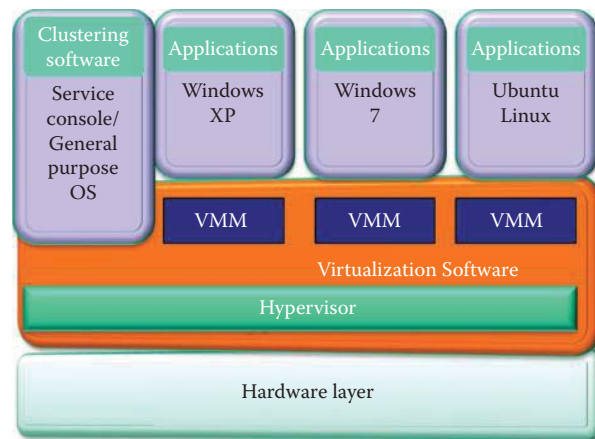 Clustering
software
Service
console/
General
purpose
OS
Applications
Windows
XP
Applications
Windows
7
Applications
Ubuntu
Linux
VMM
VMM
VMM
Virtualization Software
Hypervisor
Hardware layer